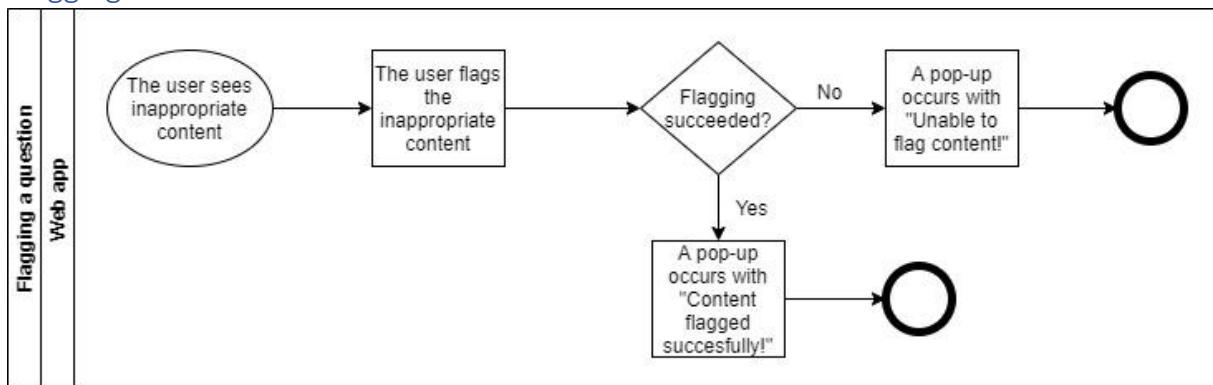 Flagging a question
Web app
The user sees
inappropriate
content
The user flags
the
inappropriate
content
Flagging
succeeded?
No
A pop-up
occurs with
"Unable to
flag content!"
Yes
A pop-up
occurs with
"Content
flagged
succesfully!"